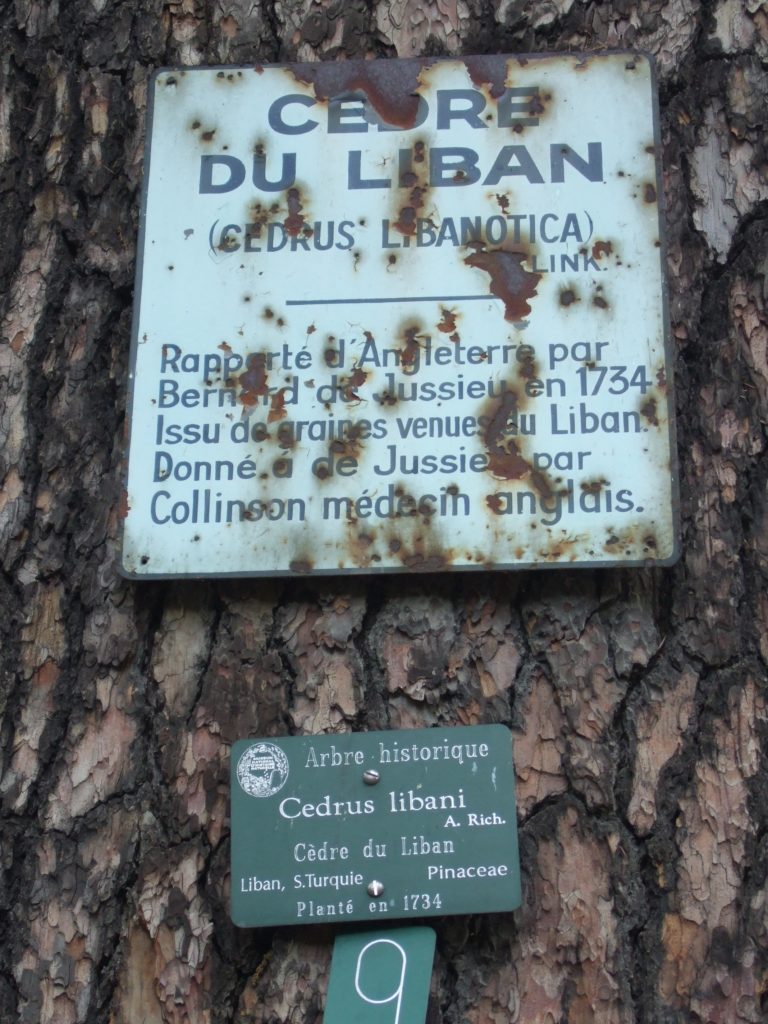 CÈDRE
DU LIBAN
(CEDRUS LIBANOTICA)
LINK.
Rapporté d'Angleterre par
Bernard de Jussieu en 1734
Issu de graines venues du Liban.
Donné à de Jussieu par
Collinson médecin anglais.
Arbre historique
Cedrus libani
A. Rich.
Cèdre du Liban
Liban, S.Turquie Pinaceae
Planté en 1734
9